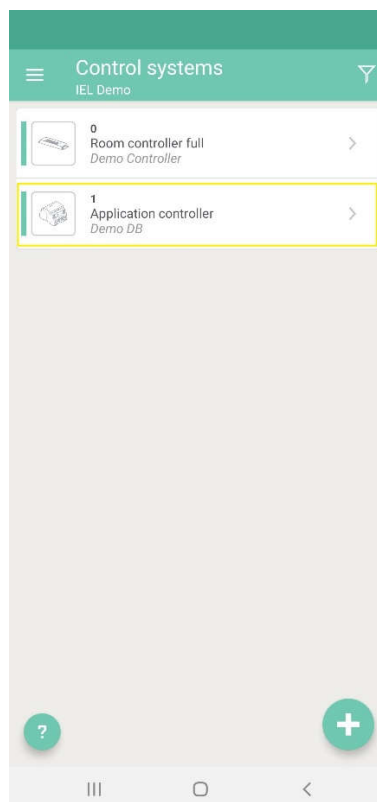 Control systems
IEL Demo
0
Room controller full
Demo Controller
1
Application controller
Demo DB
?